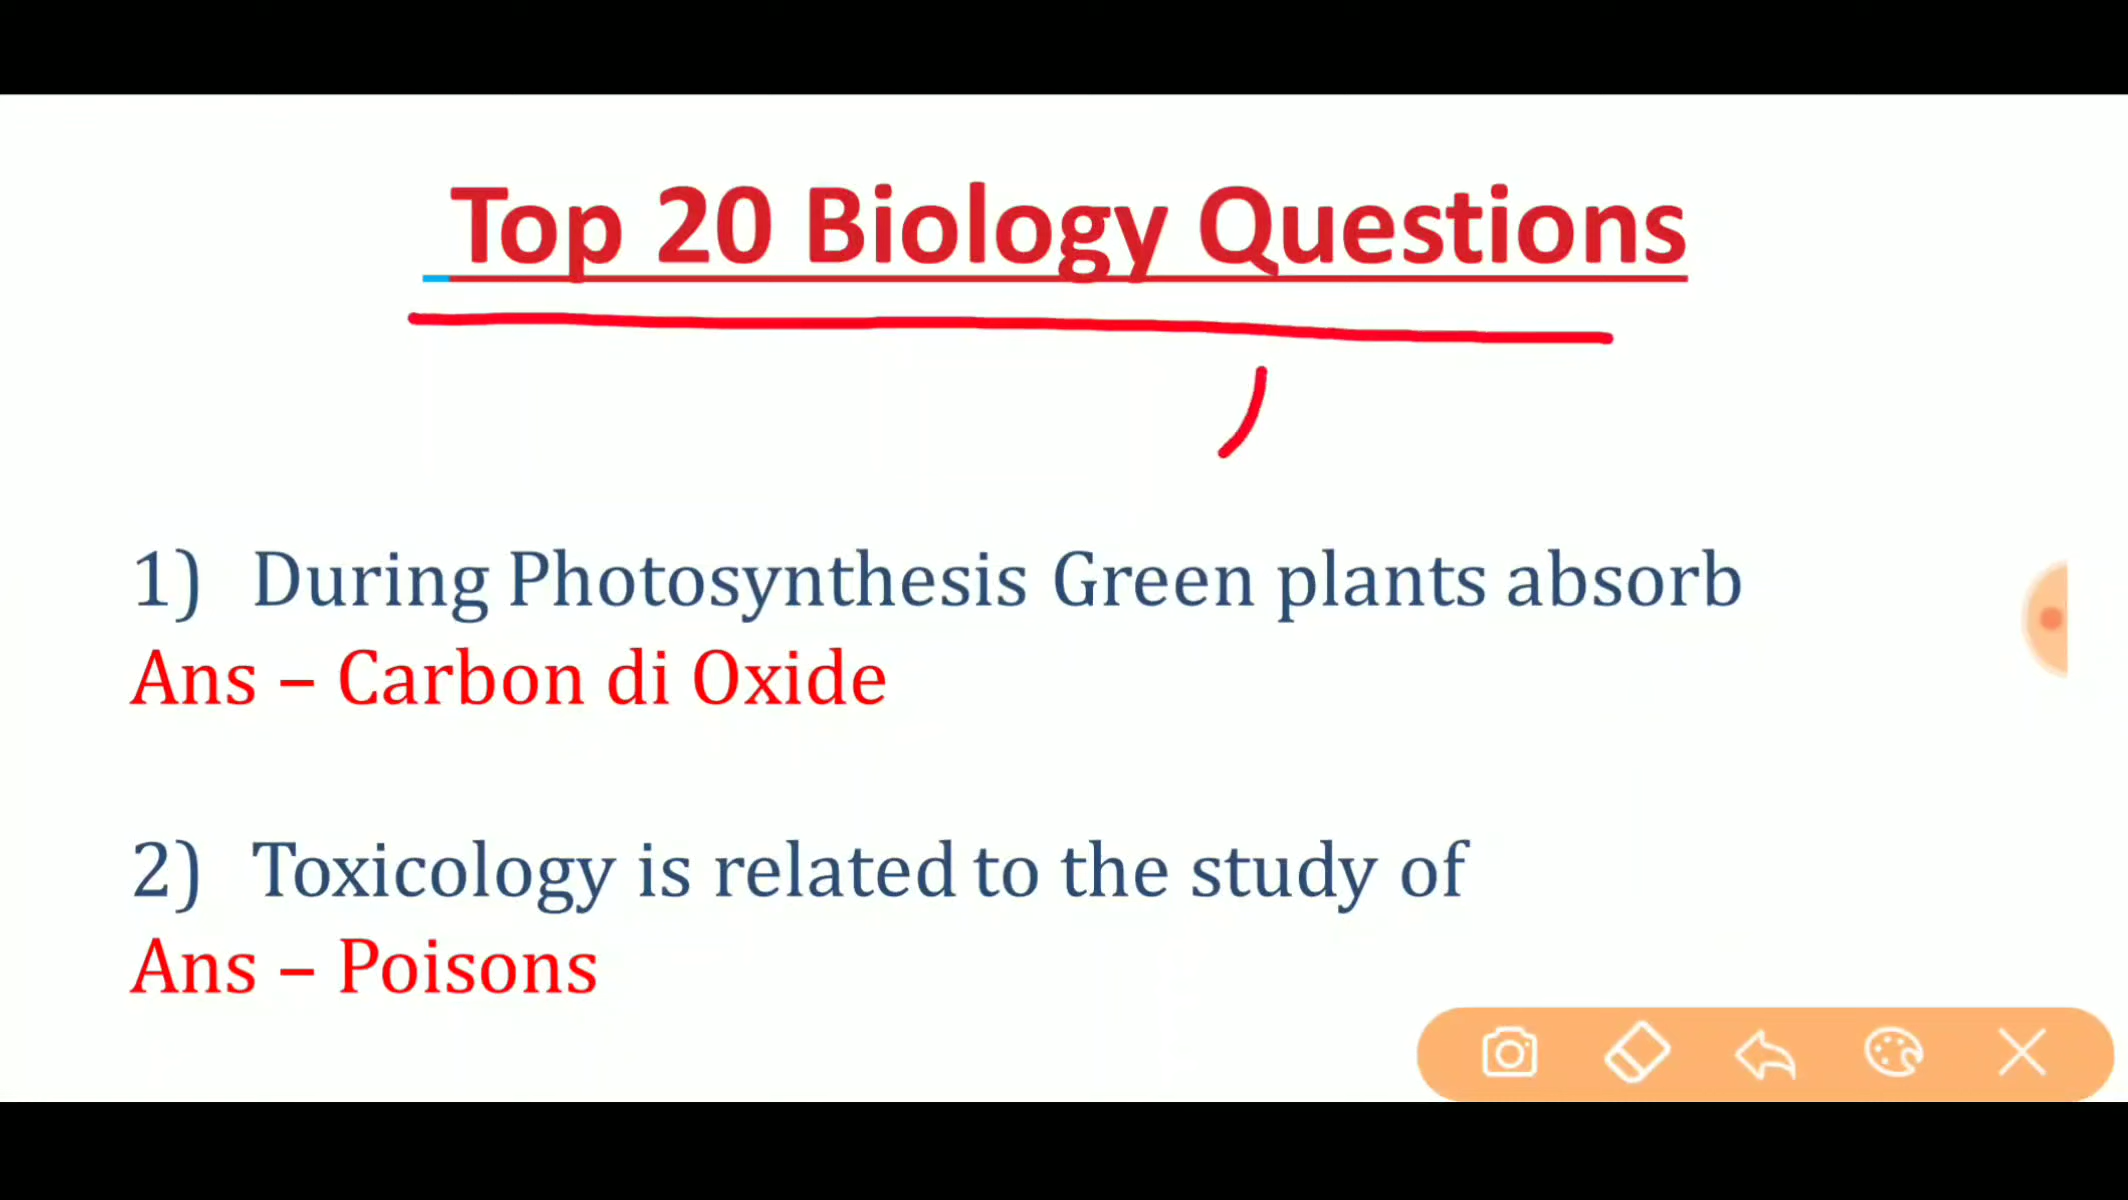 Top 20 Biology Questions
1) During Photosynthesis Green plants absorb
Ans – Carbon di Oxide
2) Toxicology is related to the study of
Ans – Poisons